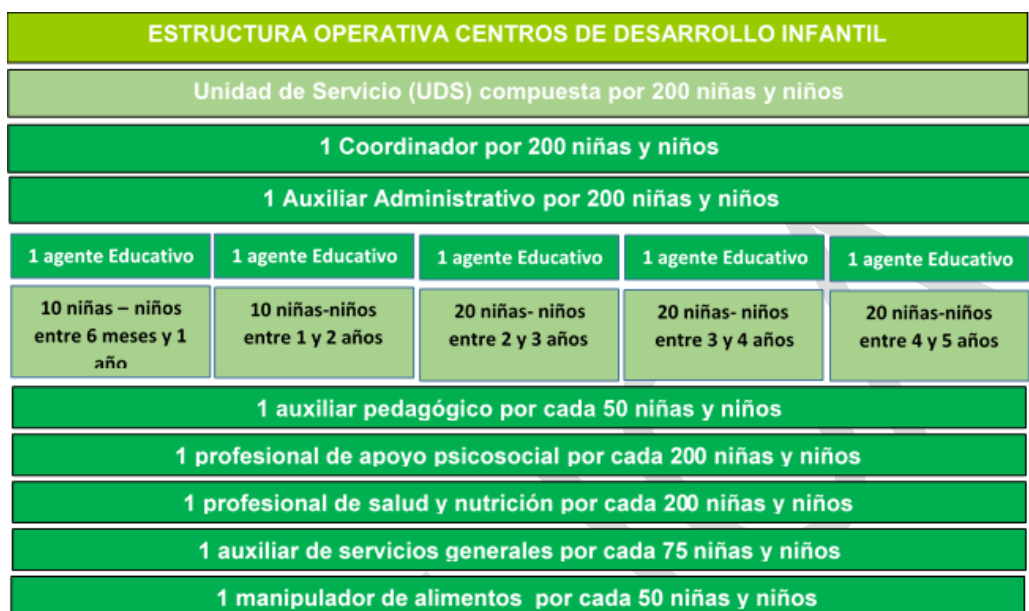 ESTRUCTURA OPERATIVA CENTROS DE DESARROLLO INFANTIL
Unidad de Servicio (UDS) compuesta por 200 niñas y niños
1 Coordinador por 200 niñas y niños
1 Auxiliar Administrativo por 200 niñas y niños
1 agente Educativo
1 agente Educativo
1 agente Educativo
1 agente Educativo
1 agente Educativo
10 niñas – niños
entre 6 meses y 1
año
10 niñas-niños
entre 1 y 2 años
20 niñas- niños
entre 2 y 3 años
20 niñas- niños
entre 3 y 4 años
20 niñas-niños
entre 4 y 5 años
1 auxiliar pedagógico por cada 50 niñas y niños
1 profesional de apoyo psicosocial por cada 200 niñas y niños
1 profesional de salud y nutrición por cada 200 niñas y niños
1 auxiliar de servicios generales por cada 75 niñas y niños
1 manipulador de alimentos por cada 50 niñas y niños